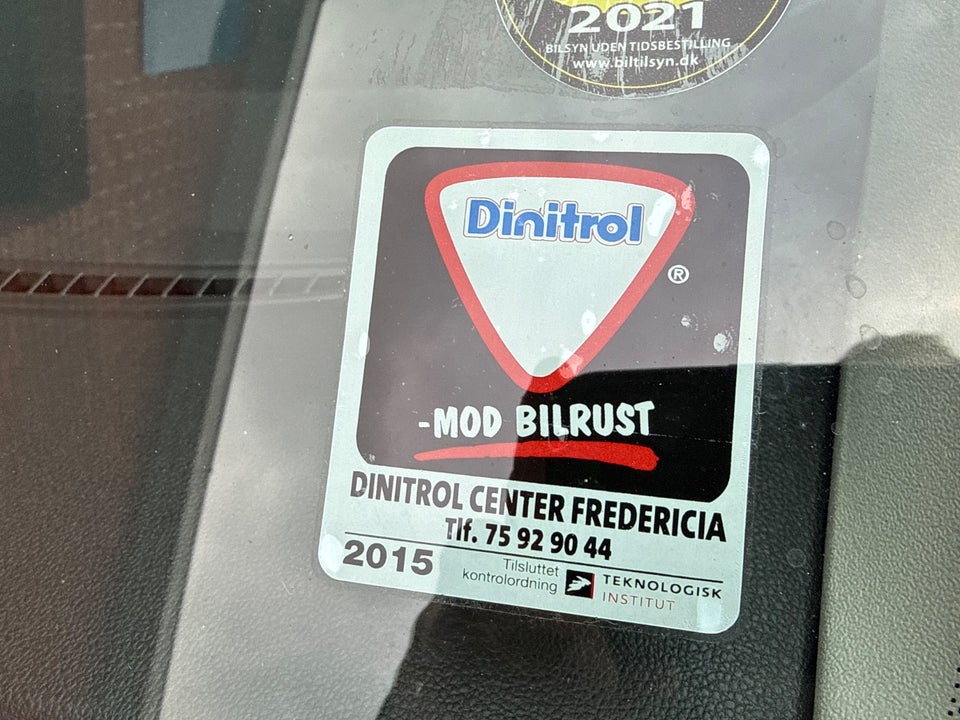 2021
BILSYN UDEN TIDSBESTILLING
www.biltilsyn.dk
Dinitrol
®
-MOD BILRUST
DINITROL CENTER FREDERICIA
Tlf. 75 92 90 44
2015
Tilsluttet
kontrolordning
TEKNOLOGISK
INSTITUT